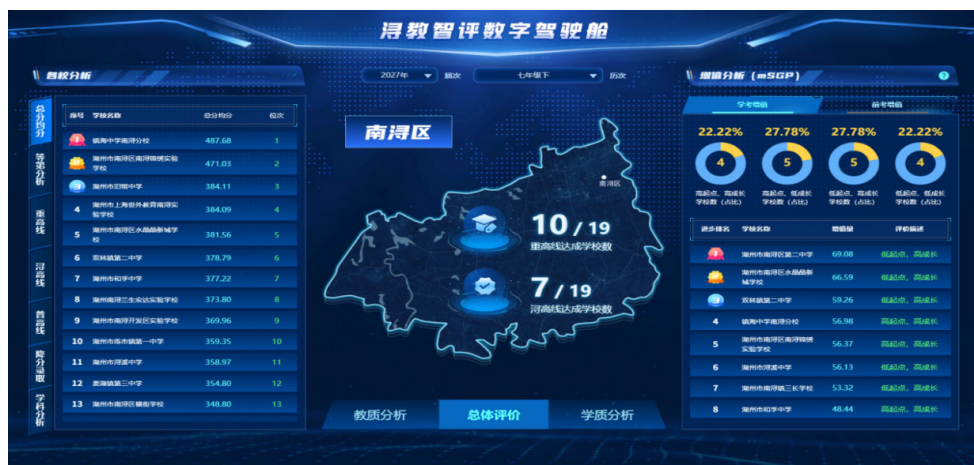 浔教智评数字驾驶舱
各校分析
2027年
届次
七年级下
历次
增值分析（mSGP）
?
总分均分
等第分析
重高线
浔高线
普高线
降分录取
学科分析
序号 学校名称 总分均分 位次
1 镇海中学南浔分校 487.68 1
2 湖州市南浔区南浔锦绣实验
学校 471.03 2
3 湖州市旧馆中学 384.11 3
4 湖州市上海世外教育南浔实
验学校 384.09 4
5 湖州市南浔区水晶晶新城学
校 381.56 5
6 双林镇第二中学 378.79 6
7 湖州市和孚中学 377.22 7
8 湖州南浔三生宏达实验学校 373.80 8
9 湖州南浔开发区实验学校 369.96 9
10 湖州市练市镇第一中学 359.35 10
11 湖州市浔溪中学 358.97 11
12 菱湖镇第三中学 354.80 12
13 湖州市南浔区横街学校 348.80 13
南浔区
南浔区
10 / 19
重高线达成学校数
7 / 19
浔高线达成学校数
教质分析
总体评价
学质分析
学考增值
前考增值
22.22% 27.78% 27.78% 22.22%
4 5 5 4
高起点，高成长 高起点，低成长 低起点，高成长 低起点，低成长
学校数（占比） 学校数（占比） 学校数（占比） 学校数（占比）
进步排名 学校名称 增值量 评价描述
1 湖州市南浔区第二中学 69.08 低起点，高成长
2 湖州市南浔区水晶晶新
城学校 66.59 低起点，高成长
3 双林镇第二中学 59.26 低起点，高成长
4 镇海中学南浔分校 56.98 高起点，高成长
5 湖州市南浔区南浔锦绣
实验学校 56.37 高起点，高成长
6 湖州市浔溪中学 56.13 低起点，高成长
7 湖州市南浔镇三长学校 53.32 低起点，高成长
8 湖州市和孚中学 48.44 高起点，高成长